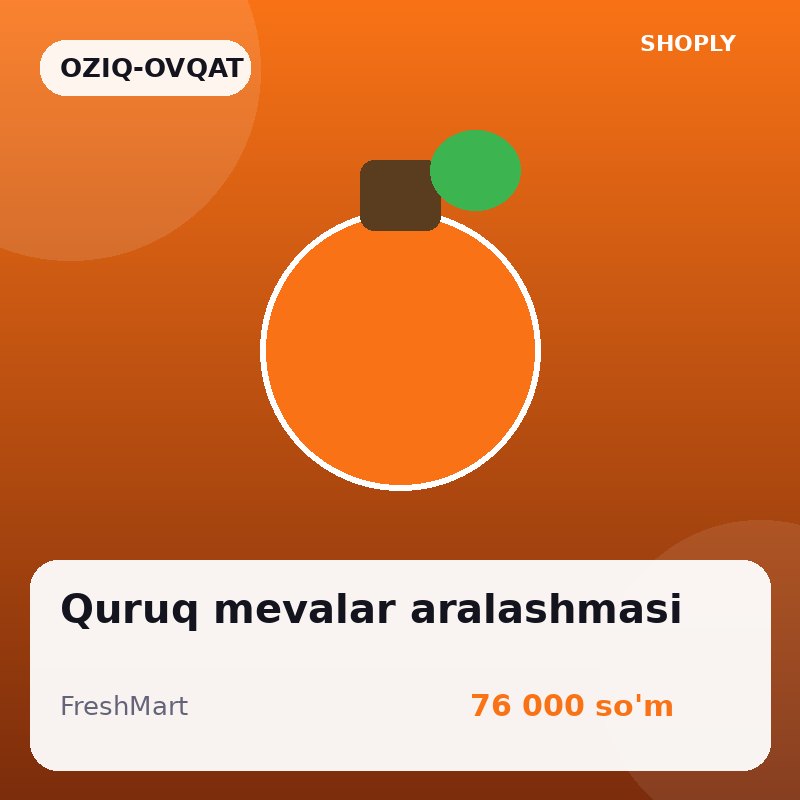 OZIQ-OVQAT
SHOPLY
Quruq mevalar aralashmasi
FreshMart
76 000 so'm